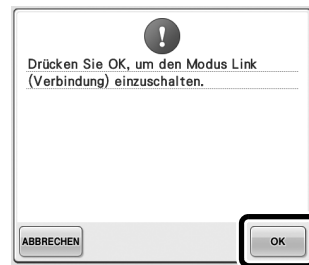 Drücken Sie OK, um den Modus Link
(Verbindung) einzuschalten.
ABBRECHEN
OK